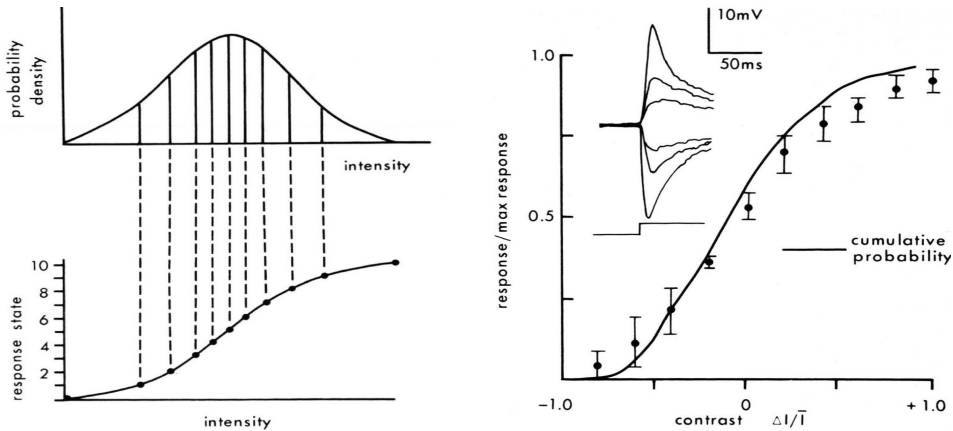 probability
density
intensity
10
8
6
4
2
response state
intensity
10mV
50ms
1.0
0.5
response/max response
cumulative
probability
-1.0
0
+1.0
contrast ΔI/Ī